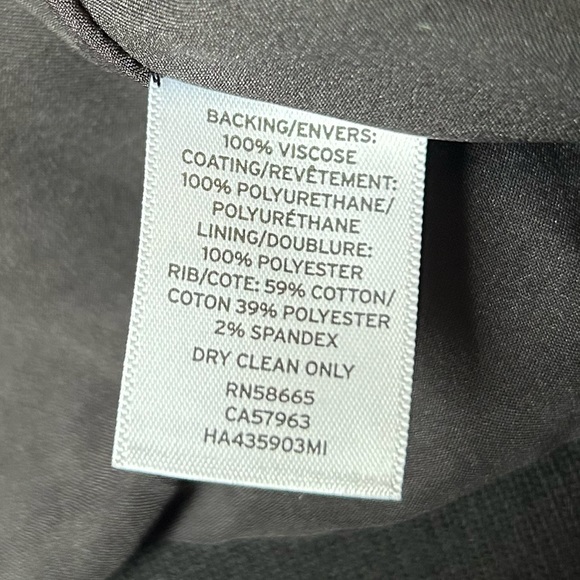 BACKING/ENVERS:
100% VISCOSE
COATING/REVÊTEMENT:
100% POLYURETHANE/
POLYURÉTHANE
LINING/DOUBLURE:
100% POLYESTER
RIB/COTE: 59% COTTON/
COTON 39% POLYESTER
2% SPANDEX
DRY CLEAN ONLY
RN58665
CA57963
HA435903MI